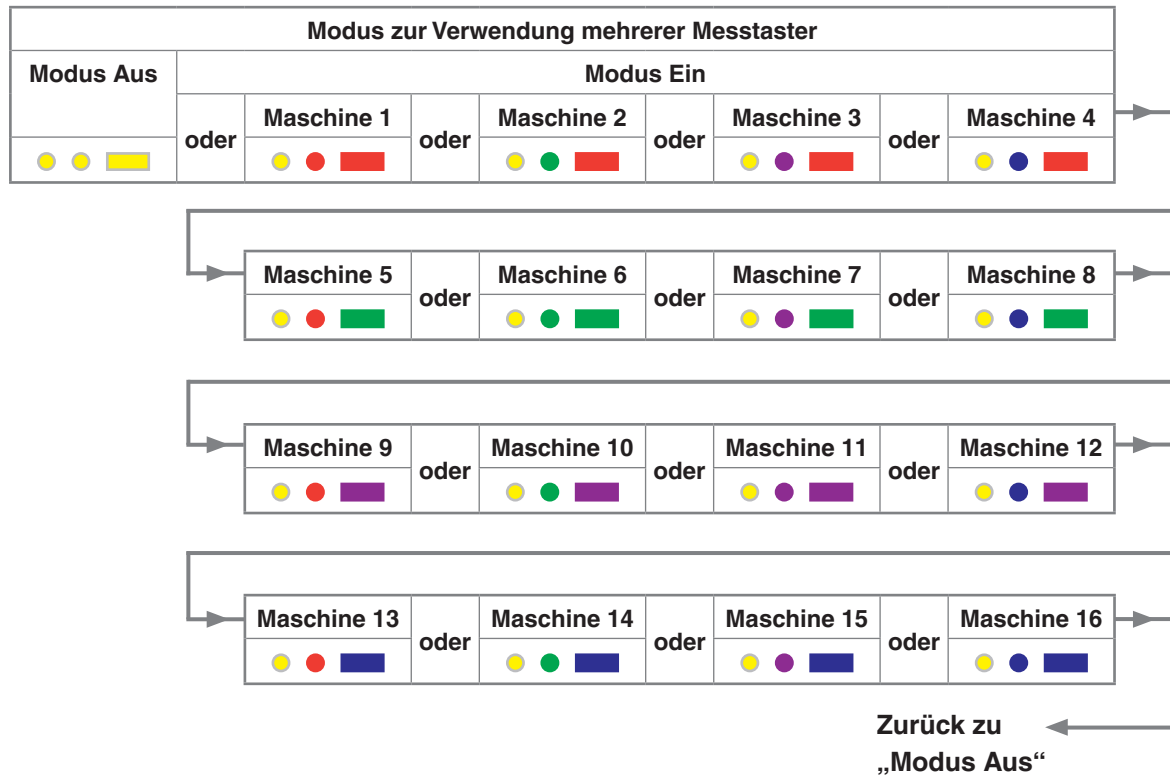 Modus zur Verwendung mehrerer Messtaster
Modus Aus
Modus Ein
oder
Maschine 1
oder
Maschine 2
oder
Maschine 3
oder
Maschine 4
Maschine 5
oder
Maschine 6
oder
Maschine 7
oder
Maschine 8
Maschine 9
oder
Maschine 10
oder
Maschine 11
oder
Maschine 12
Maschine 13
oder
Maschine 14
oder
Maschine 15
oder
Maschine 16
Zurück zu
„Modus Aus“